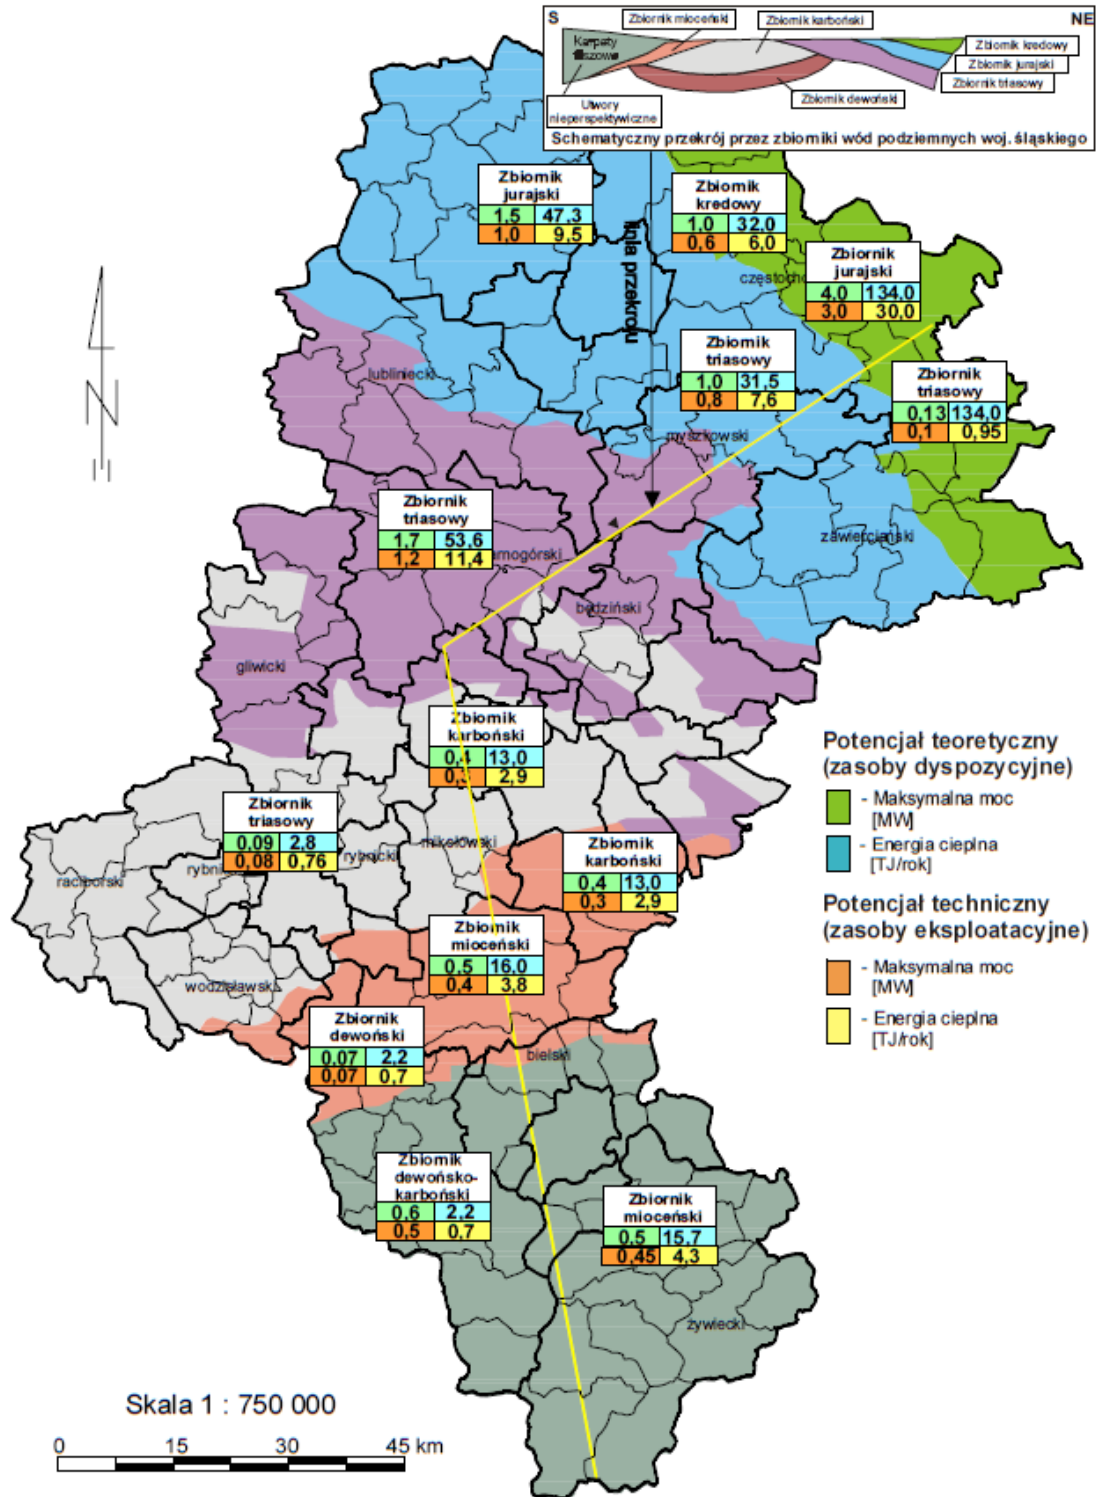 S
NE
Zbiornik mioceński
Zbiornik karboński
Karpaty
Zbiornik kredowy
Zbiornik jurajski
Zbiornik triasowy
Zbiornik dewoński
Utwory
nieperspektywiczne
Schematyczny przekrój przez zbiorniki wód podziemnych woj. śląskiego
Zbiornik
jurajski
1.5 47.3
1,0 9,5
Zbiornik
kredowy
1,0 32.0
0,6 6,0
linia przekroju
częstocho
Zbiornik
jurajski
4,0 134.0
3,0 30,0
Zbiornik
triasowy
1,0 31,5
0,8 7,6
Zbiornik
triasowy
0,13 134,0
0,1 0,95
lubliniecki
myszkowski
N
Zbiornik
triasowy
1.7 53,6
1,2 11,4
arnogórski
zawierciański
będziński
gliwicki
Zbiornik
karboński
0,4 13,0
0,3 2,9
Potencjał teoretyczny
(zasoby dyspozycyjne)
- Maksymalna moc
[MW]
- Energia cieplna
[TJ/rok]
Potencjał techniczny
(zasoby eksploatacyjne)
- Maksymalna moc
[MW]
- Energia cieplna
[TJ/rok]
Zbiornik
triasowy
0,09 2,8
0,08 0,76
mikołowski
rybnicki
rybni
raciborski
Zbiornik
karboński
0,4 13,0
0,3 2,9
Zbiornik
mioceński
0,5 16,0
0,4 3,8
wodzisławski
Zbiornik
dewoński
0,07 2,2
0,07 0,7
bielski
Zbiornik
dewońsko-
karboński
0,6 2,2
0,5 0,7
Zbiornik
mioceński
0,5 15,7
0,45 4,3
żywiecki
Skala 1 : 750 000
0 15 30 45 km